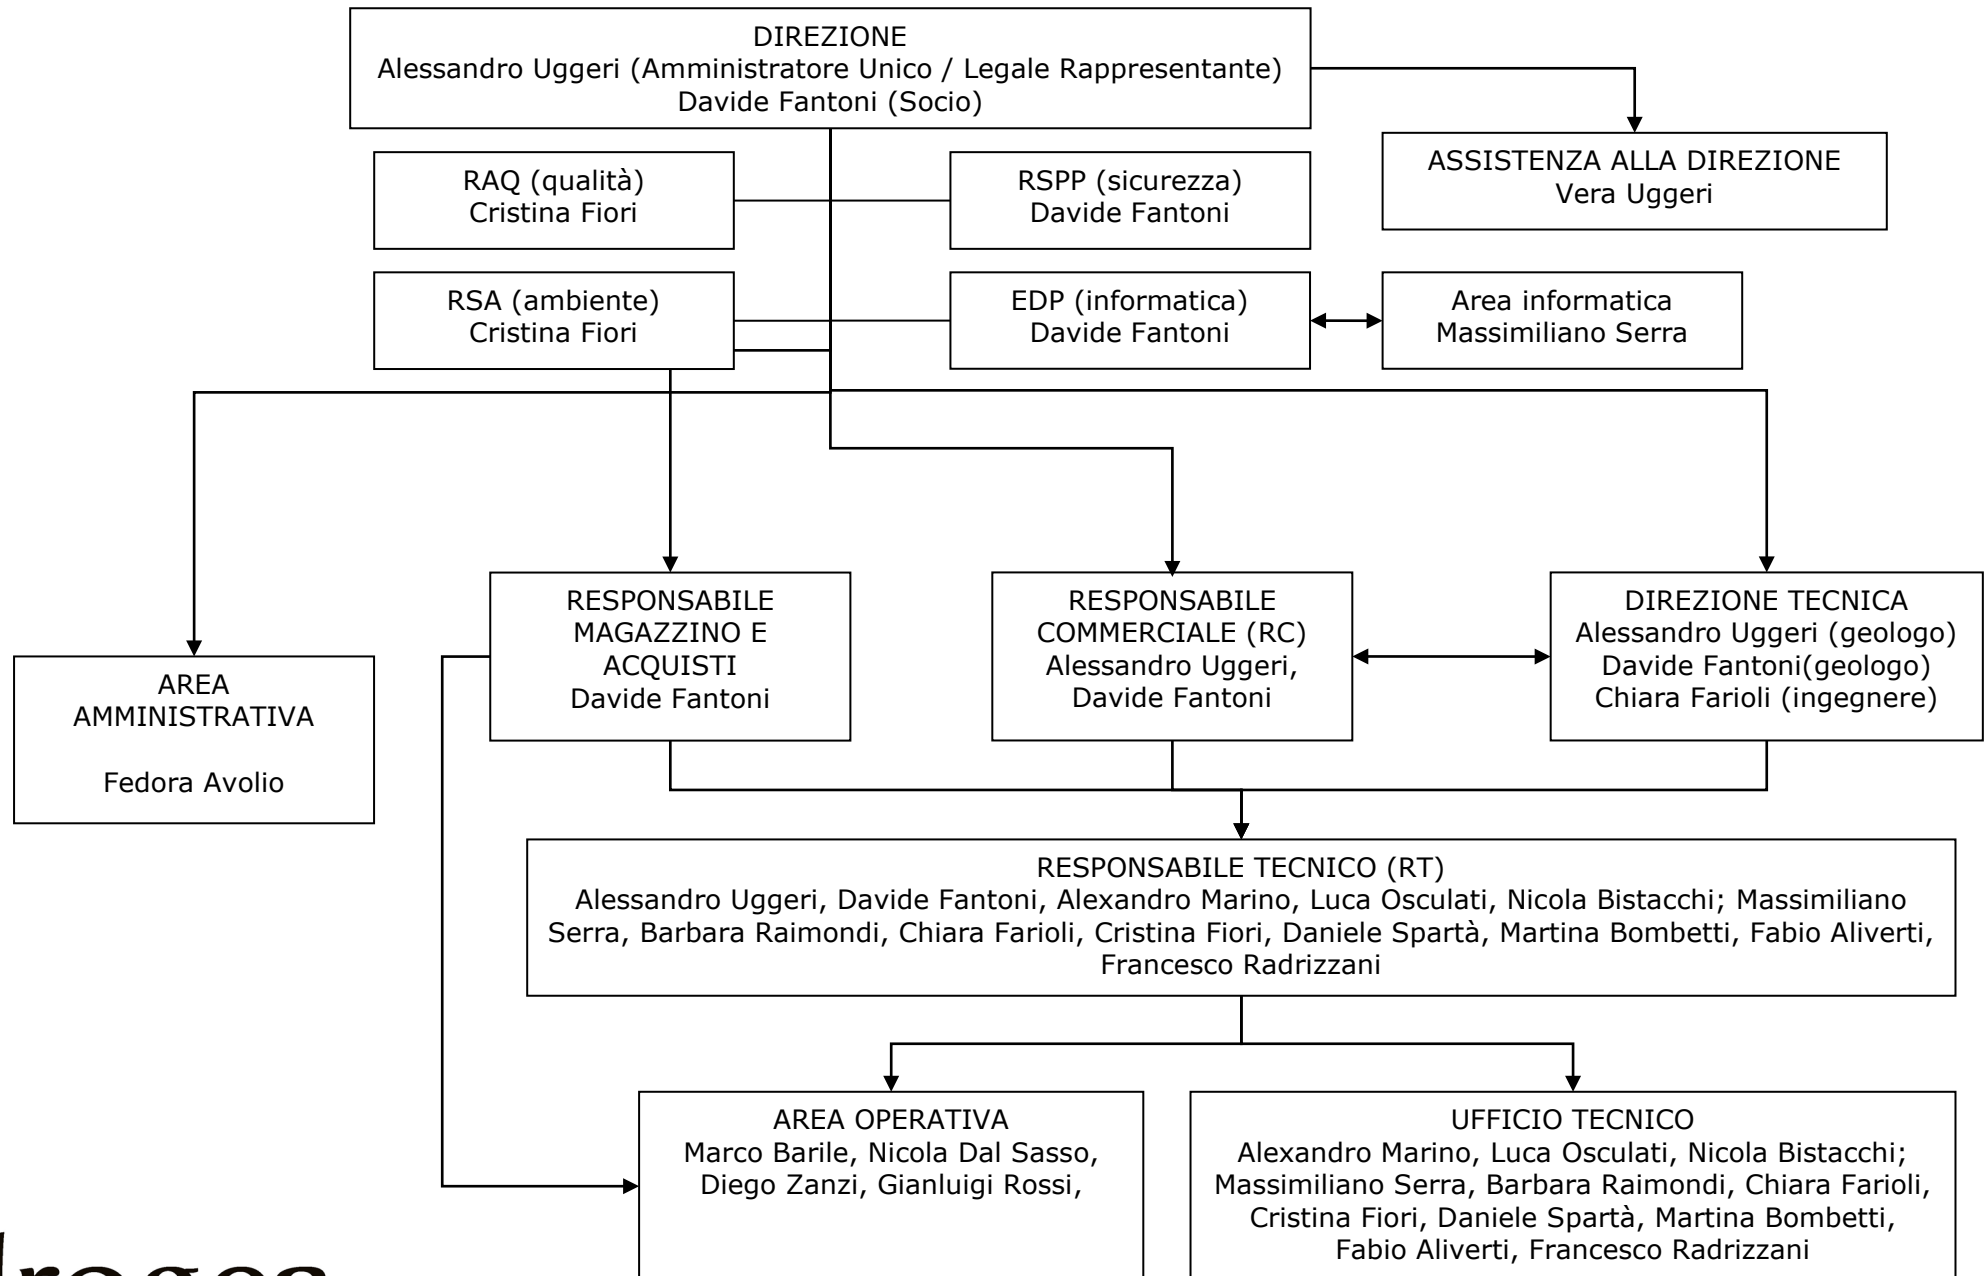 DIREZIONE
Alessandro Uggeri (Amministratore Unico / Legale Rappresentante)
Davide Fantoni (Socio)
ASSISTENZA ALLA DIREZIONE
Vera Uggeri
RAQ (qualità)
Cristina Fiori
RSPP (sicurezza)
Davide Fantoni
RSA (ambiente)
Cristina Fiori
EDP (informatica)
Davide Fantoni
Area informatica
Massimiliano Serra
AREA
AMMINISTRATIVA
Fedora Avolio
RESPONSABILE
MAGAZZINO E
ACQUISTI
Davide Fantoni
RESPONSABILE
COMMERCIALE (RC)
Alessandro Uggeri,
Davide Fantoni
DIREZIONE TECNICA
Alessandro Uggeri (geologo)
Davide Fantoni(geologo)
Chiara Farioli (ingegnere)
RESPONSABILE TECNICO (RT)
Alessandro Uggeri, Davide Fantoni, Alexandro Marino, Luca Osculati, Nicola Bistacchi; Massimiliano
Serra, Barbara Raimondi, Chiara Farioli, Cristina Fiori, Daniele Spartà, Martina Bombetti, Fabio Aliverti,
Francesco Radrizzani
AREA OPERATIVA
Marco Barile, Nicola Dal Sasso,
Diego Zanzi, Gianluigi Rossi,
UFFICIO TECNICO
Alexandro Marino, Luca Osculati, Nicola Bistacchi;
Massimiliano Serra, Barbara Raimondi, Chiara Farioli,
Cristina Fiori, Daniele Spartà, Martina Bombetti,
Fabio Aliverti, Francesco Radrizzani